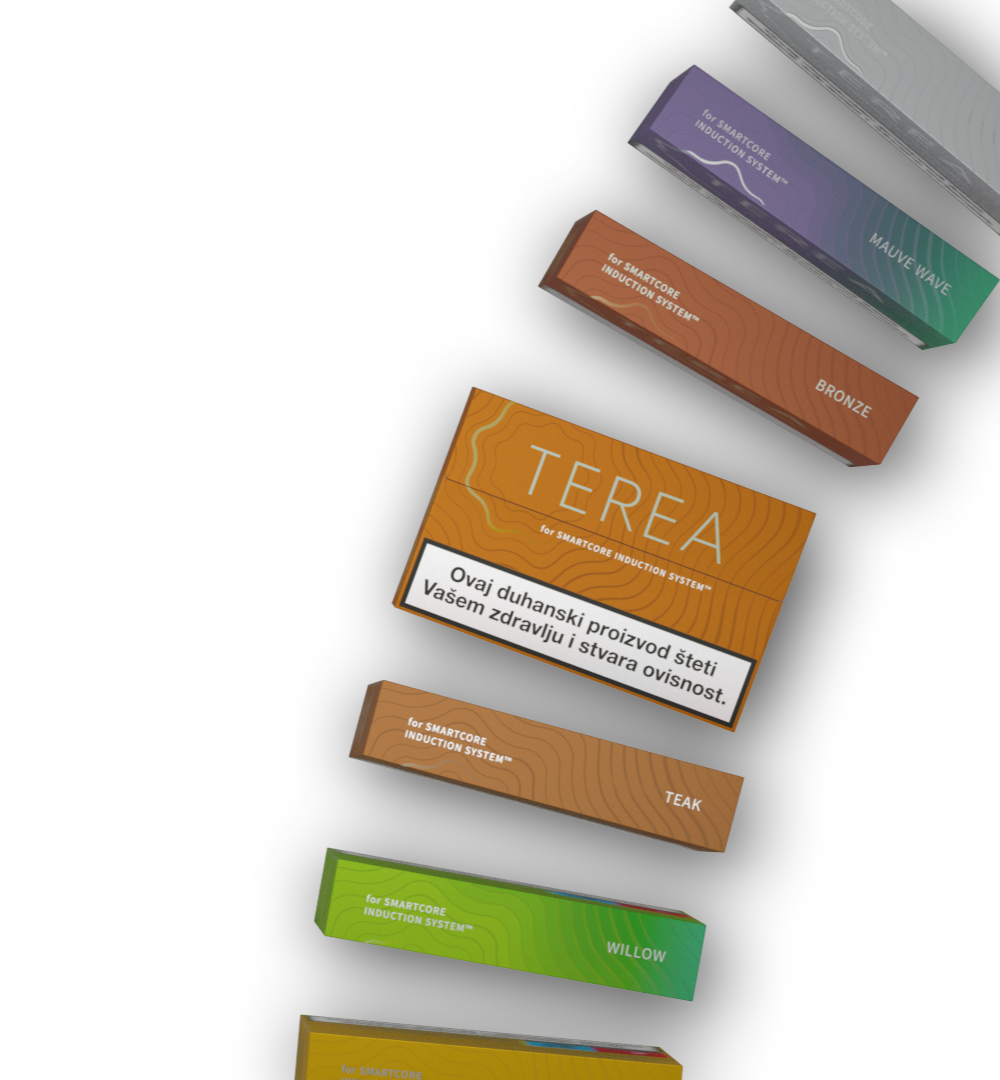 for SMARTCORE
INDUCTION SYSTEM™
MAUVE WAVE
for SMARTCORE
INDUCTION SYSTEM™
BRONZE
TEREA
for SMARTCORE INDUCTION SYSTEM™
Ovaj duhanski proizvod šteti
Vašem zdravlju i stvara ovisnost.
for SMARTCORE
INDUCTION SYSTEM™
TEAK
for SMARTCORE
INDUCTION SYSTEM™
WILLOW
for SMARTCORE